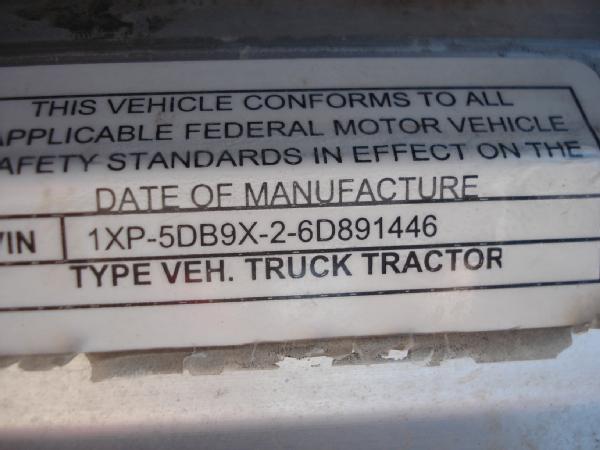 THIS VEHICLE CONFORMS TO ALL
APPLICABLE FEDERAL MOTOR VEHICLE
SAFETY STANDARDS IN EFFECT ON THE
DATE OF MANUFACTURE
VIN 1XP-5DB9X-2-6D891446
TYPE VEH. TRUCK TRACTOR